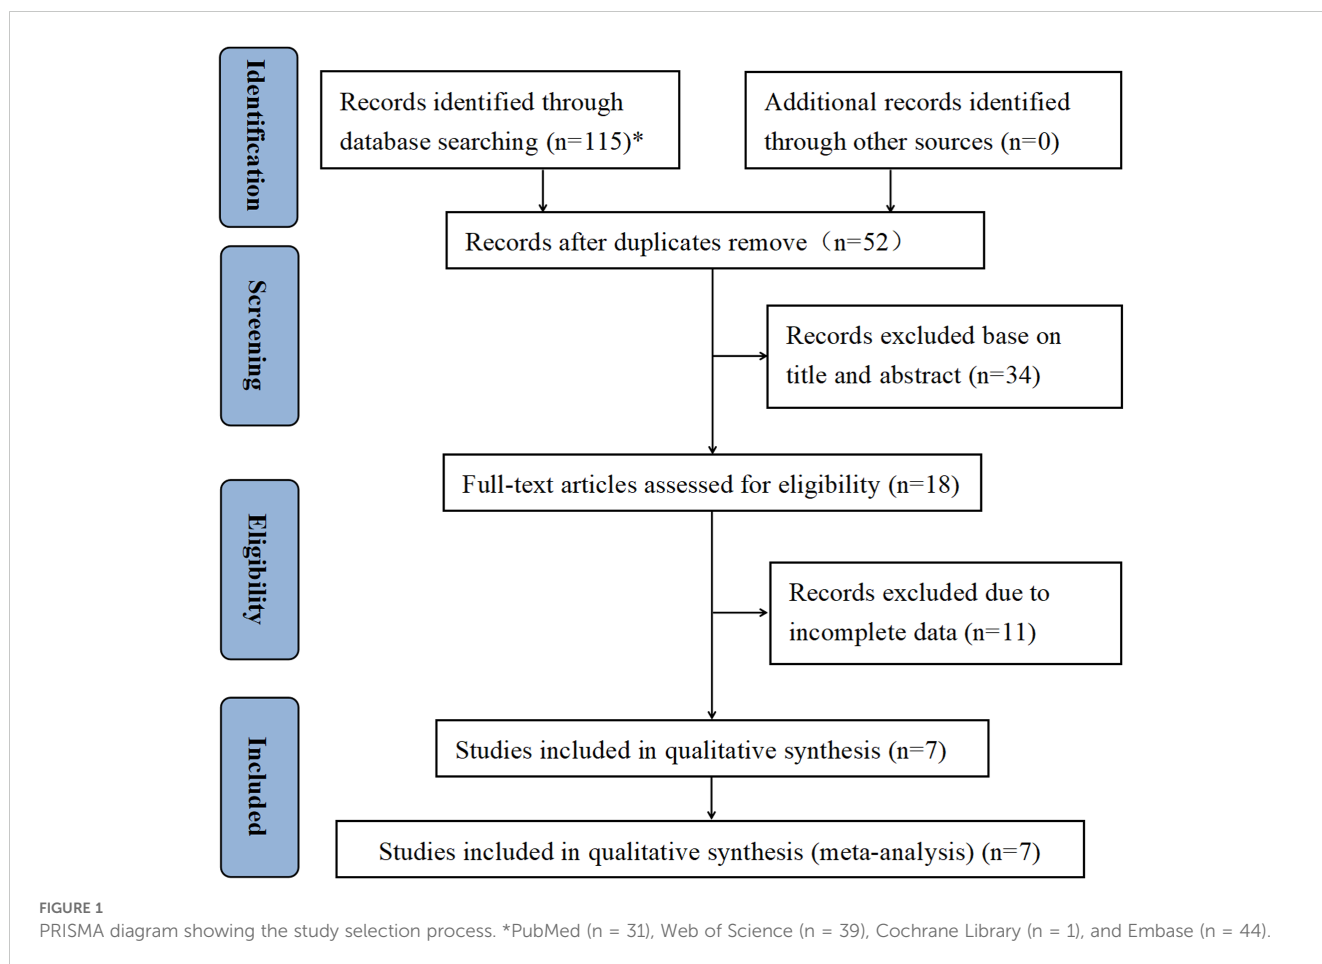 Identification
Records identified through
database searching (n=115)*
Additional records identified
through other sources (n=0)
Records after duplicates remove（n=52）
Screening
Records excluded base on
title and abstract (n=34)
Full-text articles assessed for eligibility (n=18)
Eligibility
Records excluded due to
incomplete data (n=11)
Included
Studies included in qualitative synthesis (n=7)
Studies included in qualitative synthesis (meta-analysis) (n=7)
FIGURE 1
PRISMA diagram showing the study selection process. *PubMed (n = 31), Web of Science (n = 39), Cochrane Library (n = 1), and Embase (n = 44).